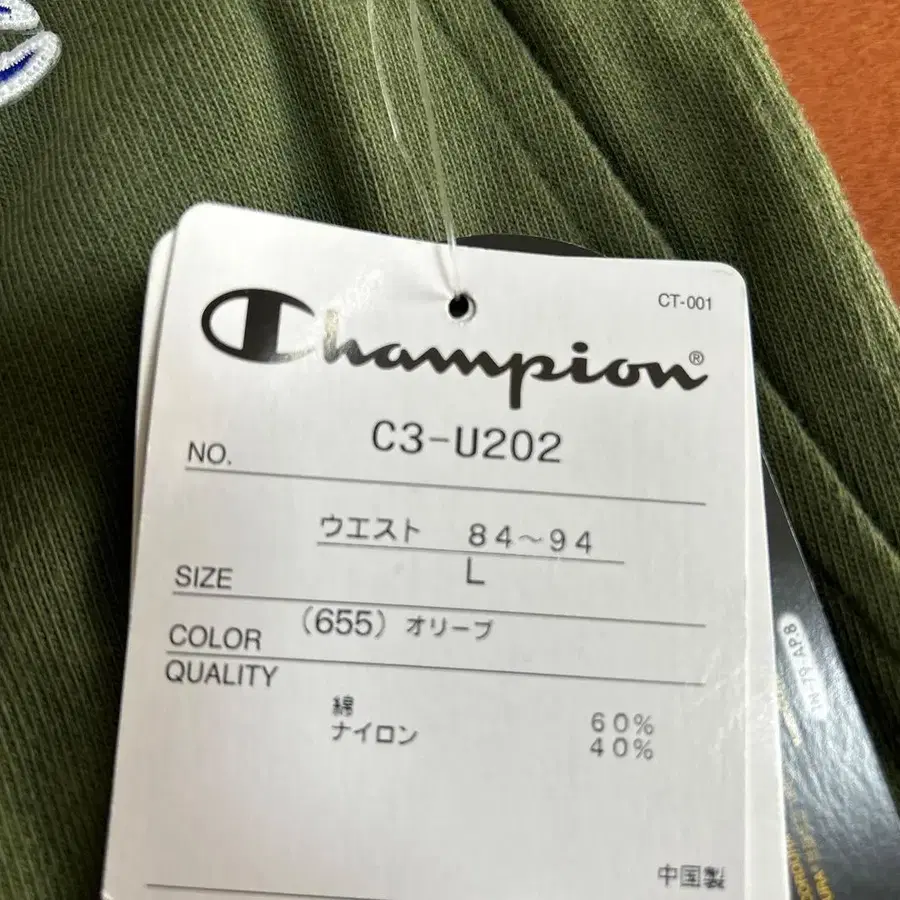 CT-001
Champion®
NO. C3-U202
ウエスト 84~94
SIZE L
COLOR (655) オリーブ
QUALITY
綿 60%
ナイロン 40%
中国製